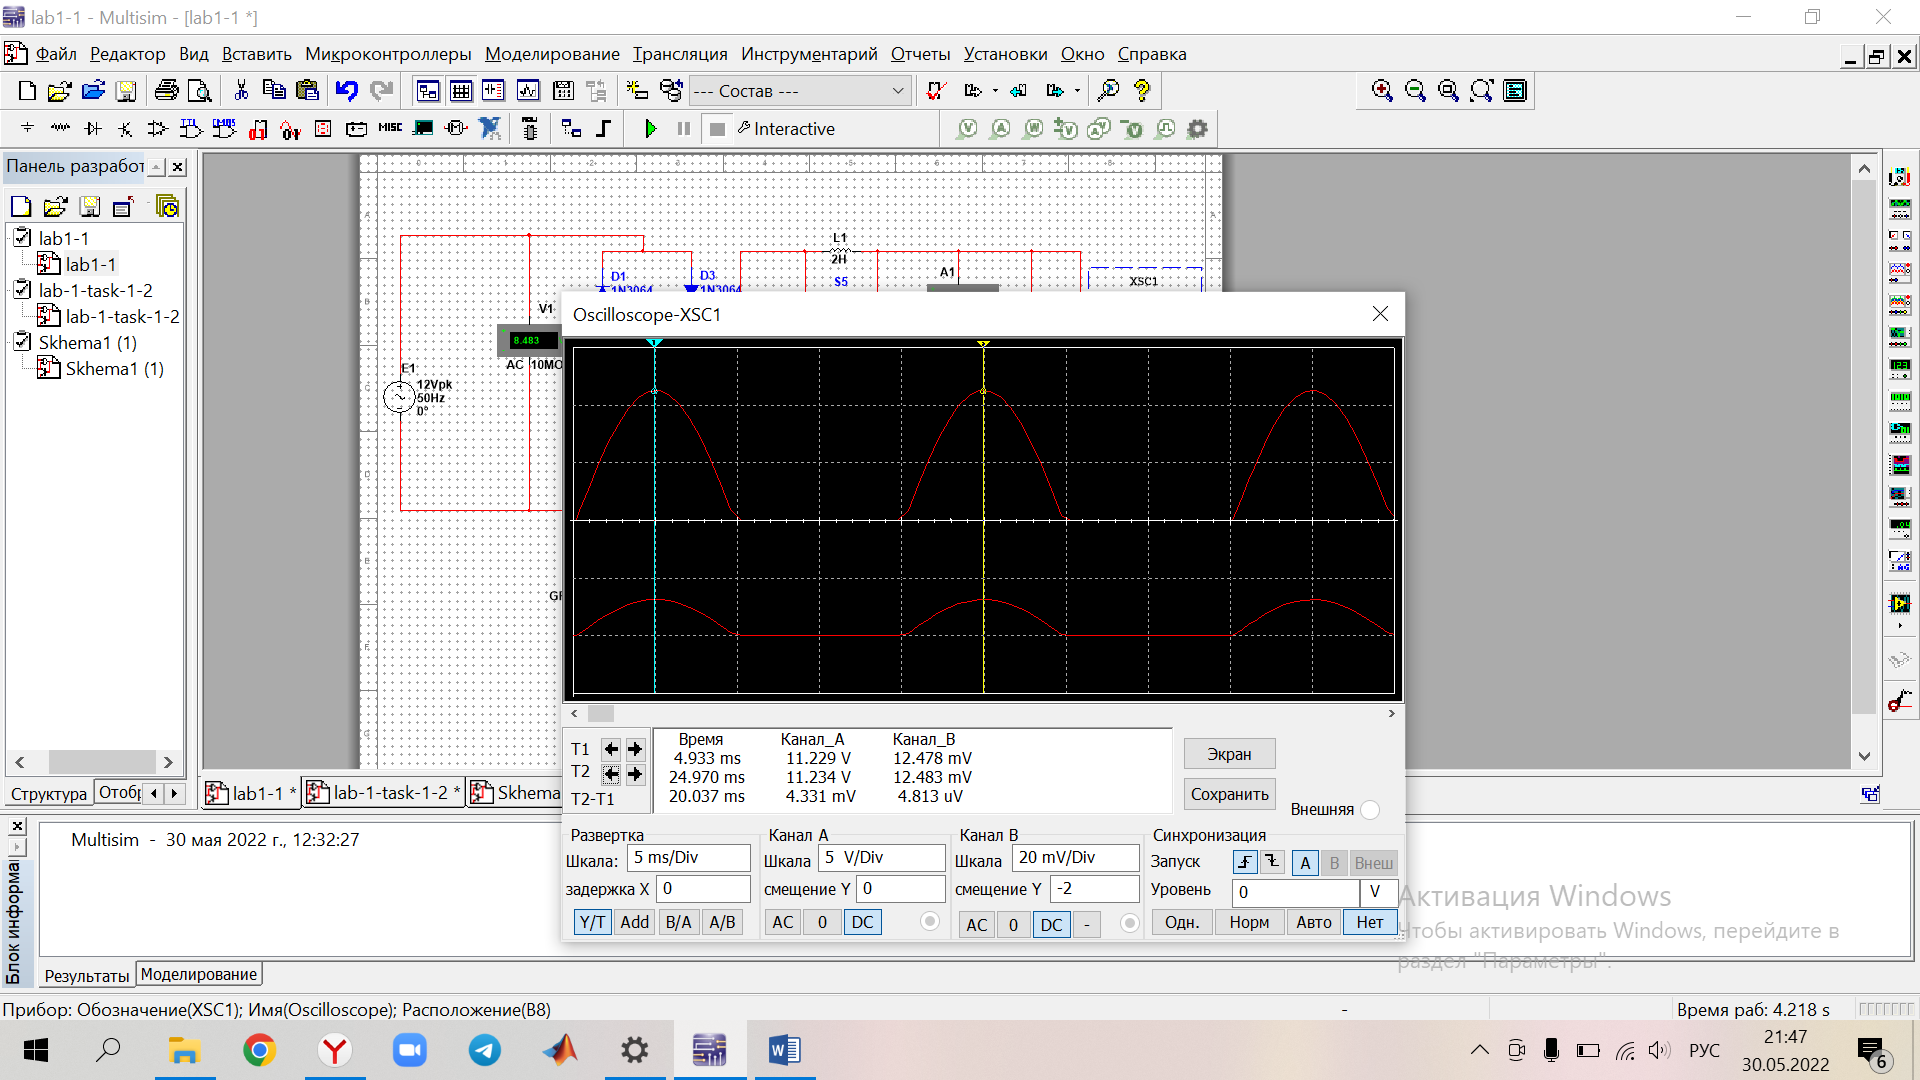 lab1-1 - Multisim - [lab1-1 *]
Файл Редактор Вид Вставить Микроконтроллеры Моделирование Трансляция Инструментарий Отчеты Установки Окно Справка
--- Состав ---
MISC
Interactive
Панель разработ
lab1-1
lab1-1
lab-1-task-1-2
lab-1-task-1-2
Skhema1 (1)
Skhema1 (1)
Структура
E1
12Vpk
50Hz
0°
V1
8.483
AC 10MO
D1
1N3064
D3
1N3064
L1
2H
S5
A1
XSC1
Oscilloscope-XSC1
T1
T2
T2-T1
Время Канал_A Канал_B
4.933 ms 11.229 V 12.478 mV
24.970 ms 11.234 V 12.483 mV
20.037 ms 4.331 mV 4.813 uV
Экран
Сохранить
Внешняя
Развертка
Шкала: 5 ms/Div
задержка X 0
Y/T Add B/A A/B
Канал A
Шкала 5 V/Div
смещение Y 0
AC 0 DC
Канал B
Шкала 20 mV/Div
смещение Y -2
AC 0 DC -
Синхронизация
Запуск A B Внеш
Уровень 0 V
Одн. Норм Авто Нет
lab1-1 * lab-1-task-1-2 * Skhema
Multisim - 30 мая 2022 г., 12:32:27
Блок информа
Результаты Моделирование
Активация Windows
Чтобы активировать Windows, перейдите в
раздел "Параметры".
Прибор: Обозначение(XSC1); Имя(Oscilloscope); Расположение(B8)
-
Время раб: 4.218 s
РУС
21:47
30.05.2022
6